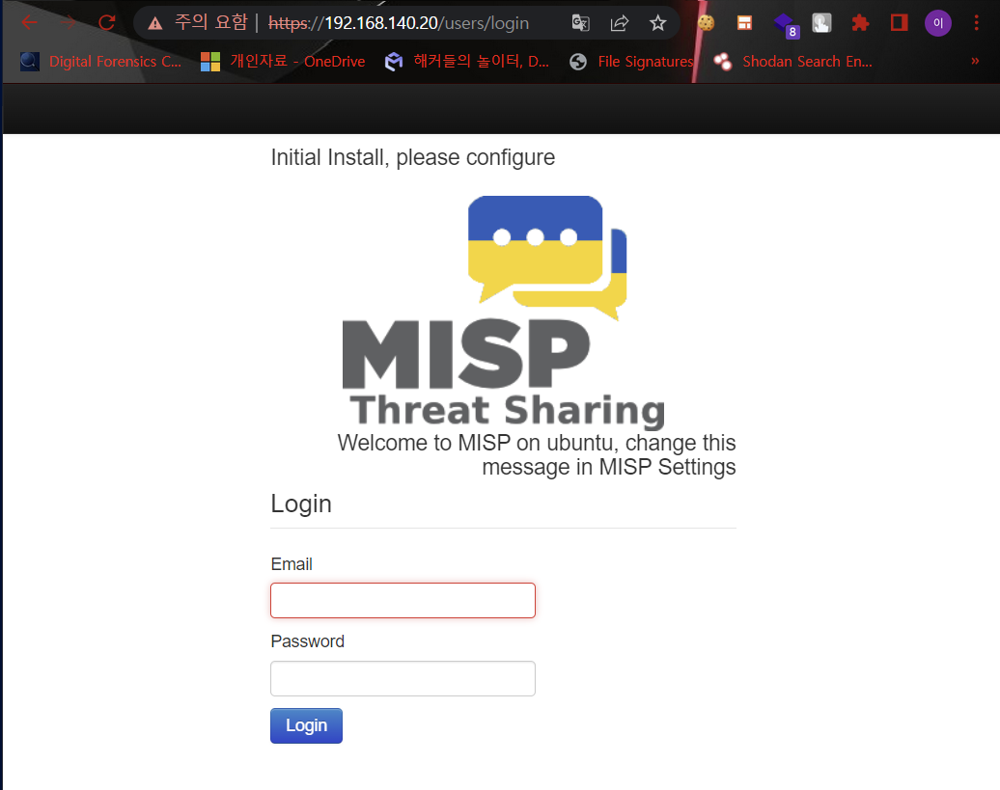 주의 요함 | https://192.168.140.20/users/login
8
이
Digital Forensics C... 개인자료 - OneDrive 해커들의 놀이터, D... File Signatures Shodan Search En... »
Initial Install, please configure
MISP
Threat Sharing
Welcome to MISP on ubuntu, change this
message in MISP Settings
Login
Email
Password
Login